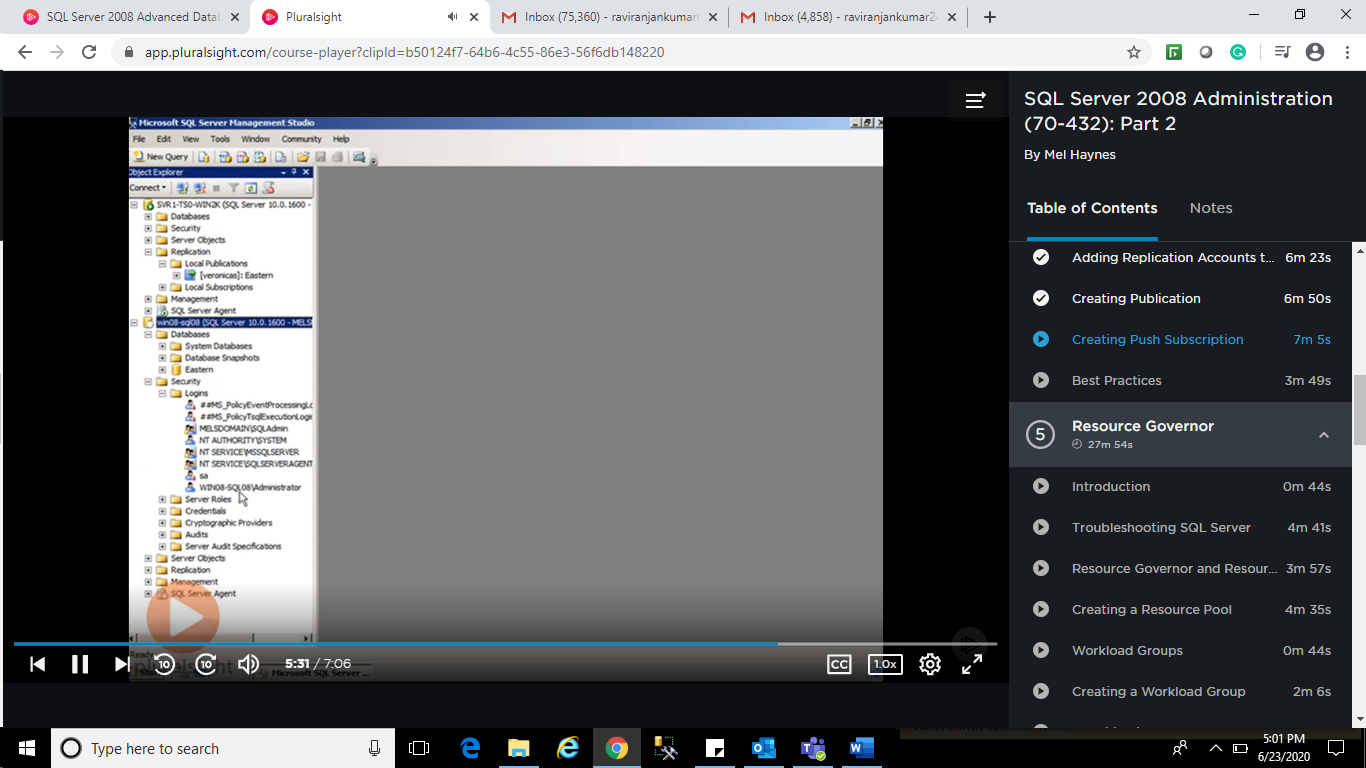 SQL Server 2008 Advanced Datab
Pluralsight
Inbox (75,360) - raviranjankumar
Inbox (4,858) - raviranjankumar2
app.pluralsight.com/course-player?clipId=b50124f7-64b6-4c55-86e3-56f6db148220
Microsoft SQL Server Management Studio
File Edit View Tools Window Community Help
New Query
Object Explorer
Connect
SVR1-TS0-WIN2K (SQL Server 10.0.1600 -
Databases
Security
Server Objects
Replication
Local Publications
[veronicas]: Eastern
Local Subscriptions
Management
SQL Server Agent
win08-sql08 (SQL Server 10.0.1600 - MELS
Databases
System Databases
Database Snapshots
Eastern
Security
Logins
##MS_PolicyEventProcessingLo
##MS_PolicyTsqlExecutionLogin
MELSDOMAIN\SQLAdmin
NT AUTHORITY\SYSTEM
NT SERVICE\MSSQLSERVER
NT SERVICE\SQLSERVERAGENT
sa
WIN08-SQL08\Administrator
Server Roles
Credentials
Cryptographic Providers
Audits
Server Audit Specifications
Server Objects
Replication
Management
SQL Server Agent
Ready
pluralsight
Microsoft SQL Server ...
10 10 5:31 / 7:06 CC 1.0x
SQL Server 2008 Administration
(70-432): Part 2
By Mel Haynes
Table of Contents Notes
Adding Replication Accounts t... 6m 23s
Creating Publication 6m 50s
Creating Push Subscription 7m 5s
Best Practices 3m 49s
5 Resource Governor
27m 54s
Introduction 0m 44s
Troubleshooting SQL Server 4m 41s
Resource Governor and Resour... 3m 57s
Creating a Resource Pool 4m 35s
Workload Groups 0m 44s
Creating a Workload Group 2m 6s
Type here to search
5:01 PM
6/23/2020